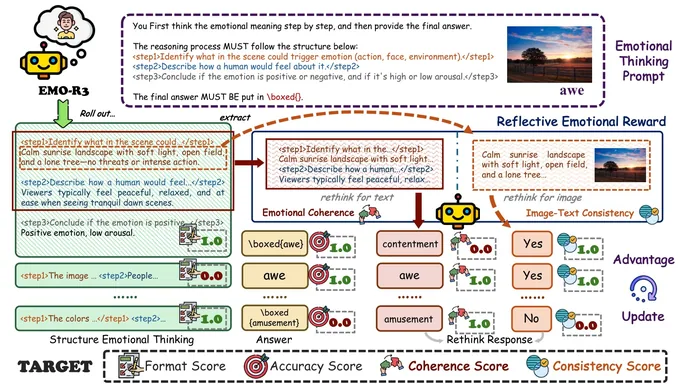 You First think the emotional meaning step by step, and then provide the final answer.
The reasoning process MUST follow the structure below:
<step1>Identify what in the scene could trigger emotion (action, face, environment).</step1>
<step2>Describe how a human would feel about it.</step2>
<step3>Conclude if the emotion is positive or negative, and if it's high or low arousal.</step3>
The final answer MUST BE put in \boxed{}.
awe
Emotional
Thinking
Prompt
EMO-R3
Roll out...
extract
Reflective Emotional Reward
<step1>Identify what in the scene could...</step1>
Calm sunrise landscape with soft light, open field,
and a lone tree—no threats or intense action.
<step2>Describe how a human would feel...</step2>
Viewers typically feel peaceful, relaxed, and at
ease when seeing tranquil dawn scenes.
<step3>Conclude if the emotion is positive...</step3>
Positive emotion, low arousal.
1.0
<step1>Identify what in the...</step1>
Calm sunrise landscape with soft light...
<step2>Describe how a human...</step2>
Viewers typically feel peaceful, relax...
rethink for text
Emotional Coherence
Calm sunrise landscape
with soft light, open field,
and a lone tree...
rethink for image
Image-Text Consistency
\boxed{awe}
1.0
contentment
0.0
Yes
1.0
<step1>The image ... <step2>People...
0.0
awe
1.0
awe
1.0
Yes
1.0
Advantage
Update
......
......
......
......
<step1>The colors ...</step1> <step2>...
1.0
\boxed
{amusement}
0.0
amusement
1.0
No
0.0
Structure Emotional Thinking
Answer
Rethink Response
TARGET
Format Score
Accuracy Score
Coherence Score
Consistency Score